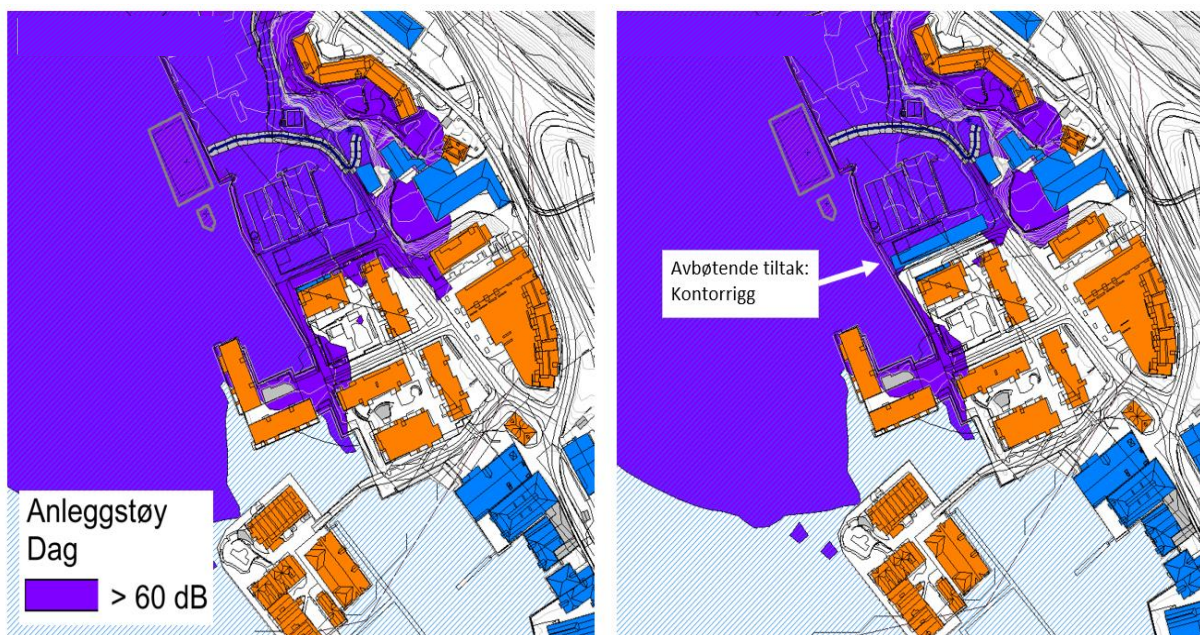 Anleggstøy
Dag
> 60 dB
Avbøtende tiltak:
Kontorrigg